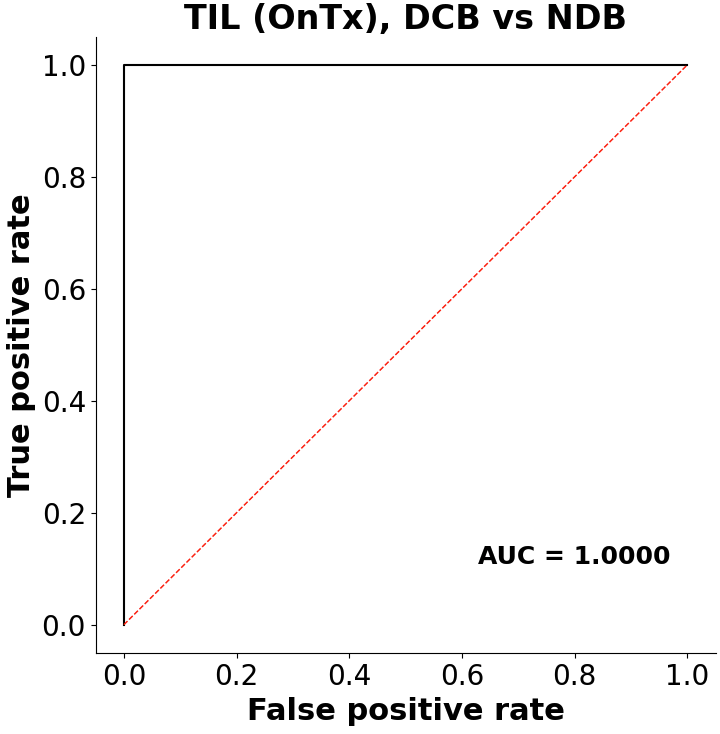 TIL (OnTx), DCB vs NDB
True positive rate
1.0
0.8
0.6
0.4
0.2
0.0
AUC = 1.0000
0.0 0.2 0.4 0.6 0.8 1.0
False positive rate